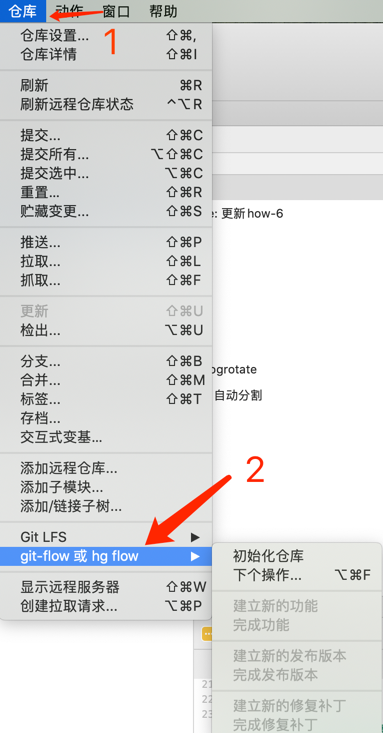 仓库 动作 窗口 帮助
1
仓库设置... ⇧⌘,
仓库详情 ⇧⌘I
刷新 ⌘R
刷新远程仓库状态 ^⌥R
提交... ⇧⌘C
提交所有... ⌥⇧⌘C
提交选中... ⌥⌘C
重置... ⇧⌘R
贮藏变更... ⇧⌘S
e: 更新how-6
推送... ⇧⌘P
拉取... ⇧⌘L
抓取... ⇧⌘F
更新 ⇧⌘U
检出... ⌥⌘U
分支... ⇧⌘B
ogrotate
合并... ⇧⌘M
标签... ⇧⌘T
自动分割
存档...
交互式变基...
添加远程仓库...
2
添加子模块...
添加/链接子树...
Git LFS ▶
git-flow 或 hg flow ▶
初始化仓库
下个操作... ⌥⌘F
显示远程服务器 ⇧⌘W
创建拉取请求... ⌥⌘P
建立新的功能
完成功能
建立新的发布版本
完成发布版本
21
22
23
建立新的修复补丁
完成修复补丁